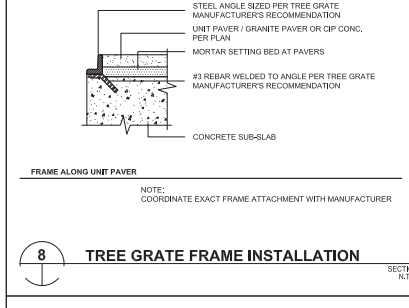 STEEL ANGLE SIZED PER TREE GRATE
MANUFACTURER'S RECOMMENDATION
UNIT PAVER / GRANITE PAVER OR CIP CONC.
PER PLAN
MORTAR SETTING BED AT PAVERS
#3 REBAR WELDED TO ANGLE PER TREE GRATE
MANUFACTURER'S RECOMMENDATION
CONCRETE SUB-SLAB
FRAME ALONG UNIT PAVER
NOTE:
COORDINATE EXACT FRAME ATTACHMENT WITH MANUFACTURER
8
TREE GRATE FRAME INSTALLATION